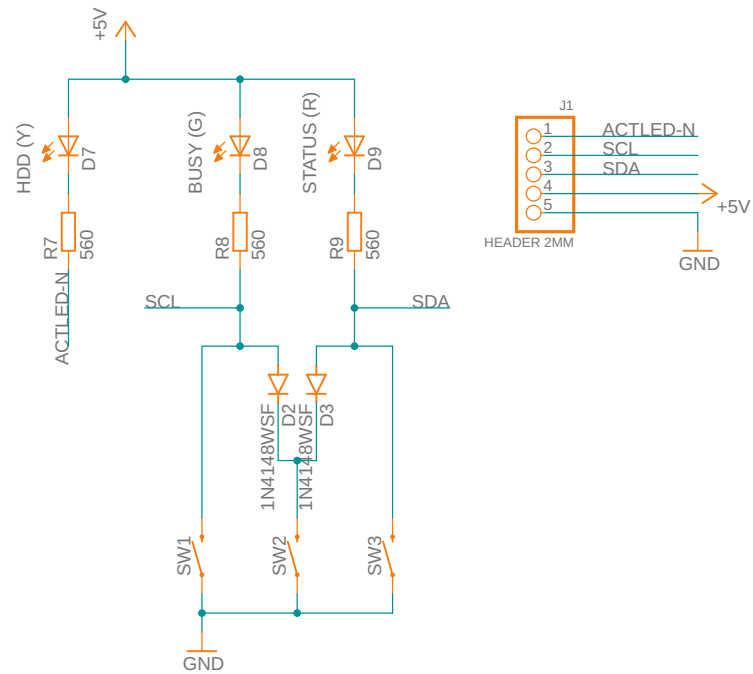 +5V
HDD (Y)
D7
BUSY (G)
D8
STATUS (R)
D9
R7
560
R8
560
R9
560
ACTLED-N
SCL
SDA
1N4148WSF
D2
1N4148WSF
D3
SW1
SW2
SW3
GND
J1
1
ACTLED-N
2
SCL
3
SDA
4
+5V
5
HEADER 2MM
GND